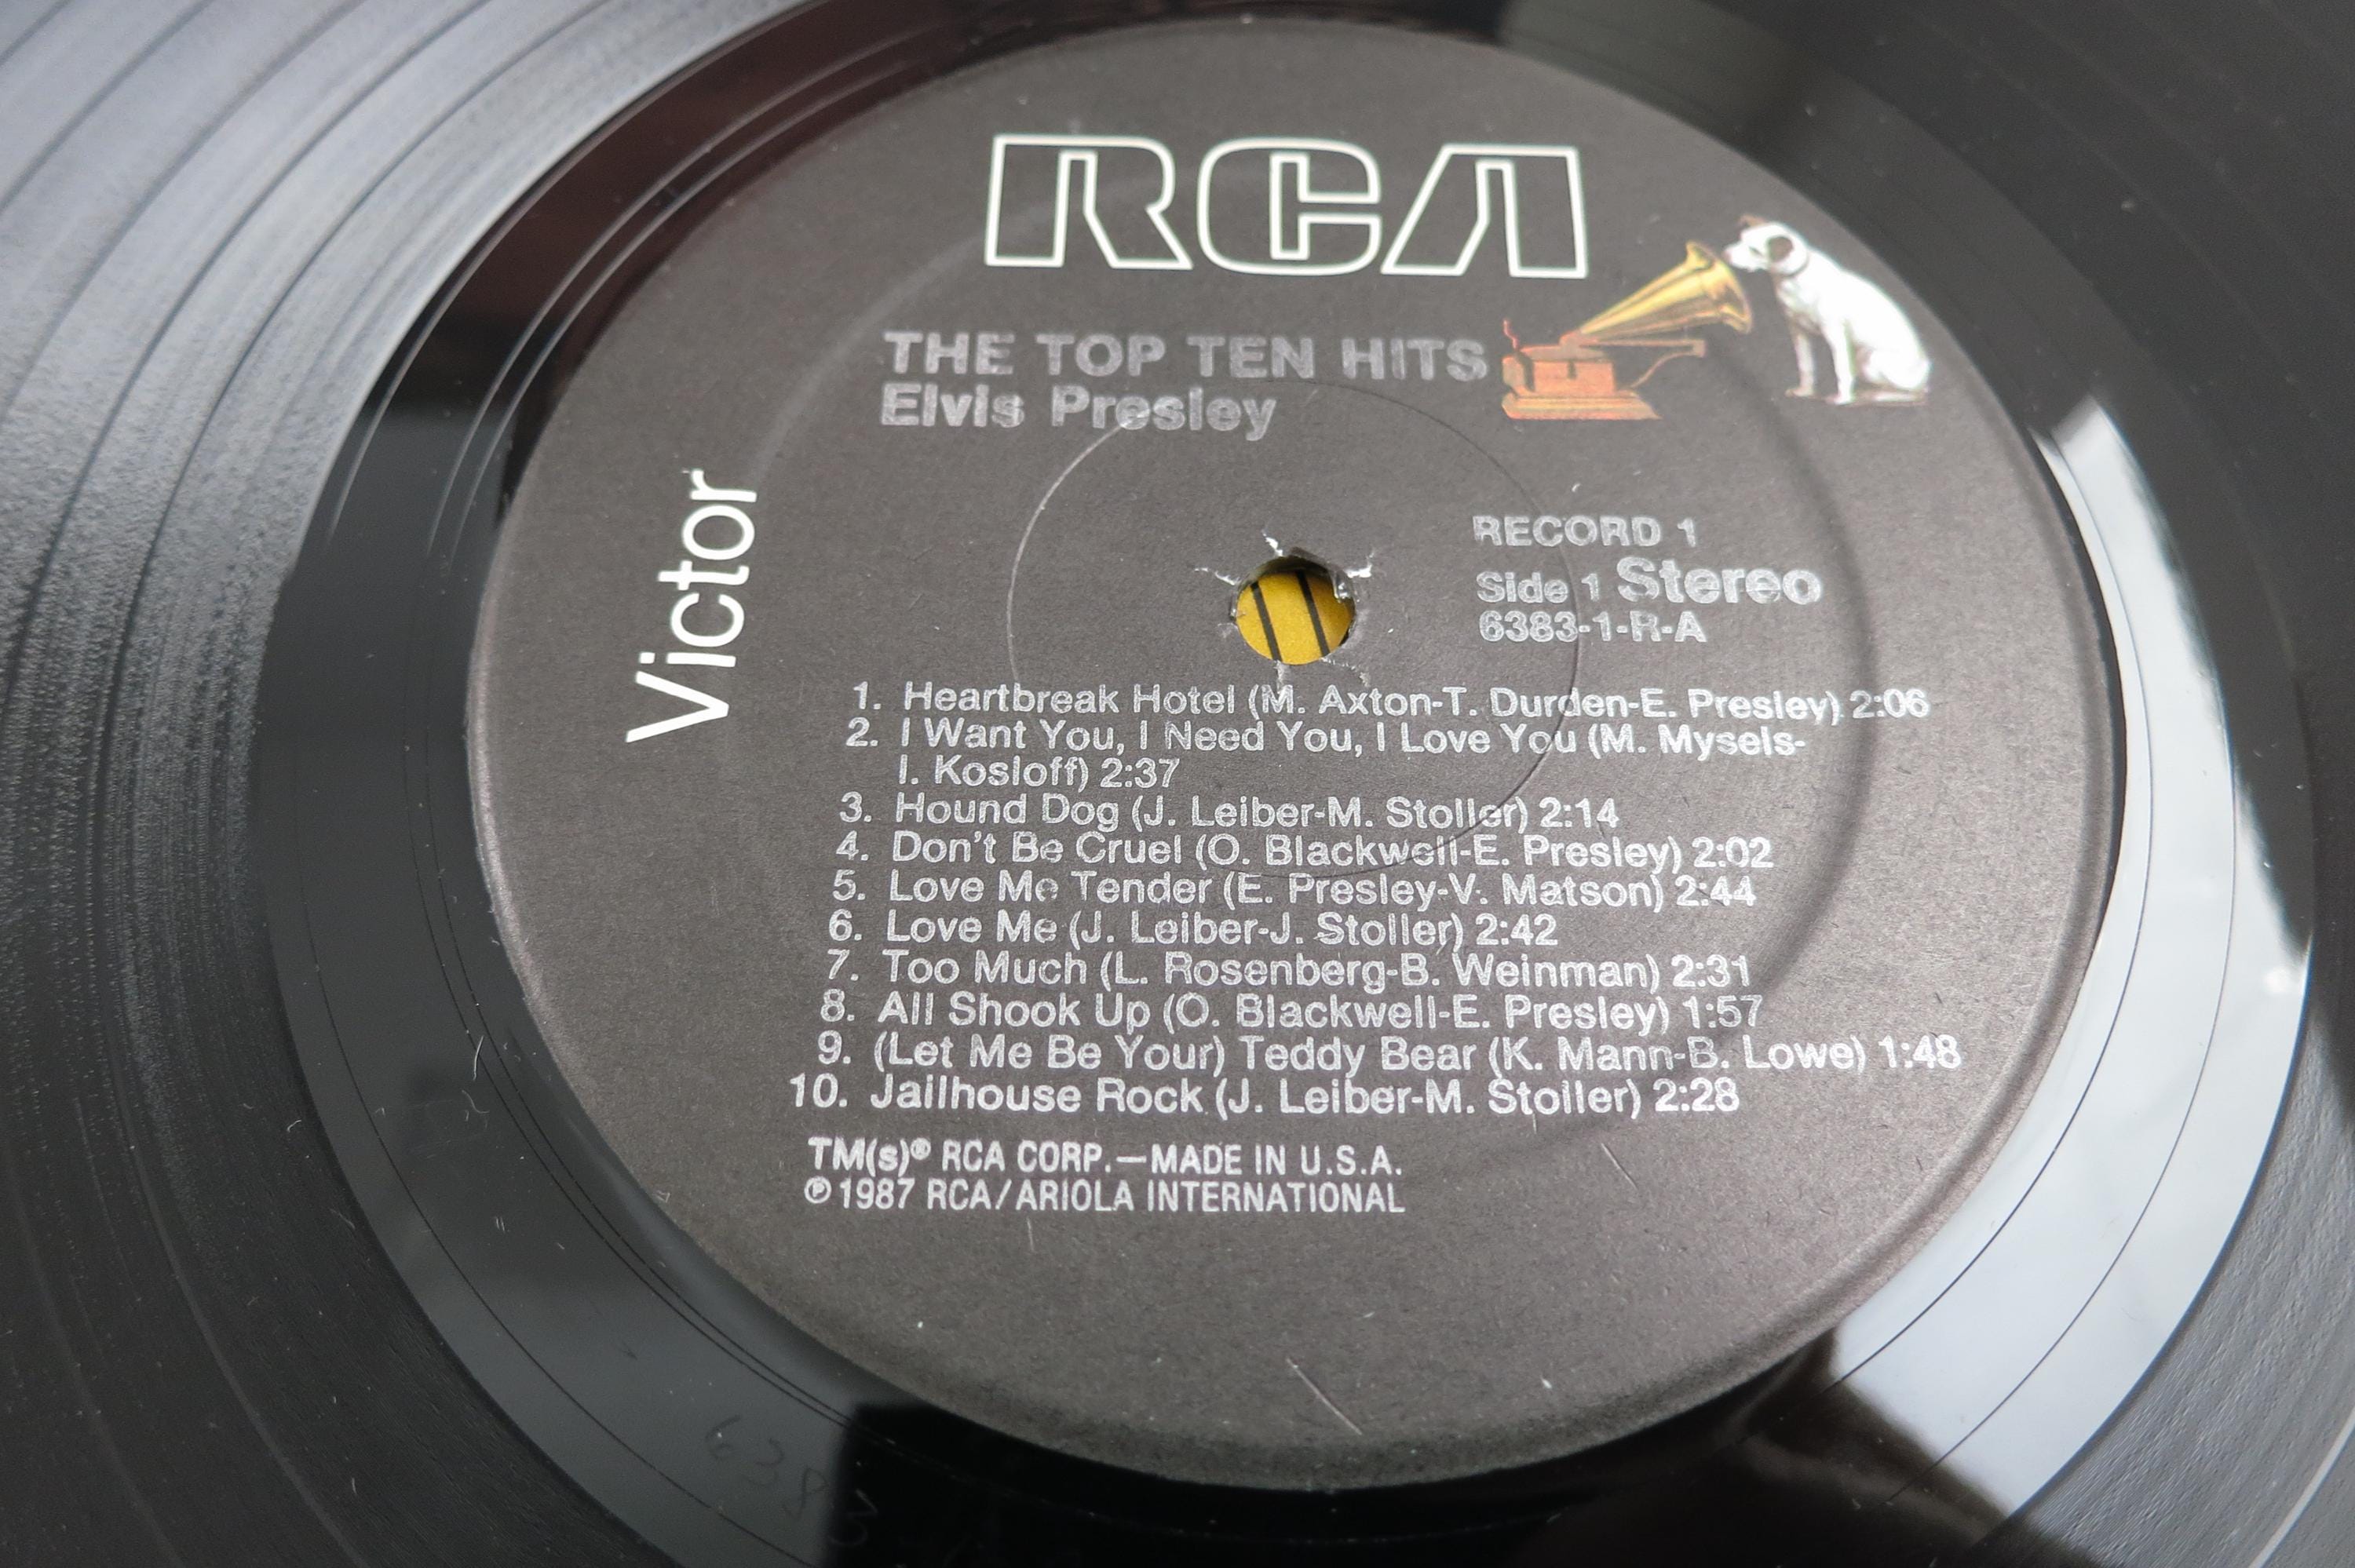 RCA
THE TOP TEN HITS
Elvis Presley
Victor
RECORD 1
Side 1 Stereo
6383-1-R-A
1. Heartbreak Hotel (M. Axton-T. Durden-E. Presley) 2:06
2. I Want You, I Need You, I Love You (M. Mysels-
I. Kosloff) 2:37
3. Hound Dog (J. Leiber-M. Stoller) 2:14
4. Don't Be Cruel (O. Blackwell-E. Presley) 2:02
5. Love Me Tender (E. Presley-V. Matson) 2:44
6. Love Me (J. Leiber-J. Stoller) 2:42
7. Too Much (L. Rosenberg-B. Weinman) 2:31
8. All Shook Up (O. Blackwell-E. Presley) 1:57
9. (Let Me Be Your) Teddy Bear (K. Mann-B. Lowe) 1:48
10. Jailhouse Rock (J. Leiber-M. Stoller) 2:28
TM(s)® RCA CORP.—MADE IN U.S.A.
℗ 1987 RCA/ARIOLA INTERNATIONAL
6383